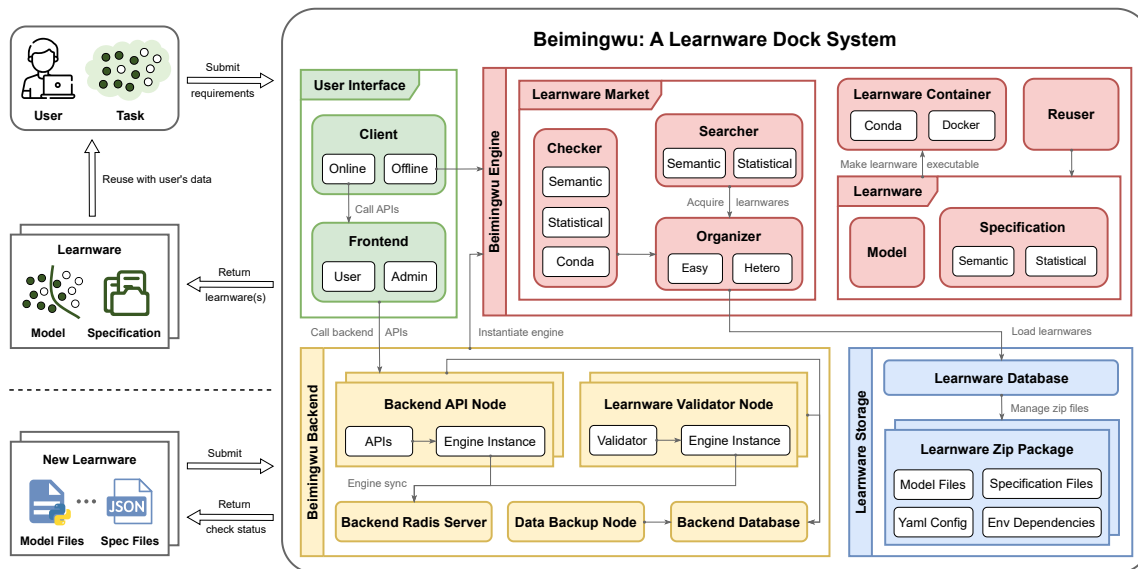 Beimingwu: A Learnware Dock System
User
Task
Submit
requirements
Reuse with user's data
Learnware
Model
Specification
Return
learnware(s)
New Learnware
JSON
Model Files
Spec Files
Submit
Return
check status
User Interface
Client
Online
Offline
Call APIs
Frontend
User
Admin
Call backend APIs
Beimingwu Engine
Learnware Market
Checker
Semantic
Statistical
Conda
Searcher
Semantic
Statistical
Acquire learnwares
Organizer
Easy
Hetero
Learnware Container
Conda
Docker
Reuser
Make learnware executable
Learnware
Model
Specification
Semantic
Statistical
Instantiate engine
Load learnwares
Beimingwu Backend
Backend API Node
APIs
Engine Instance
Learnware Validator Node
Validator
Engine Instance
Engine sync
Backend Radis Server
Data Backup Node
Backend Database
Learnware Storage
Learnware Database
Manage zip files
Learnware Zip Package
Model Files
Specification Files
Yaml Config
Env Dependencies